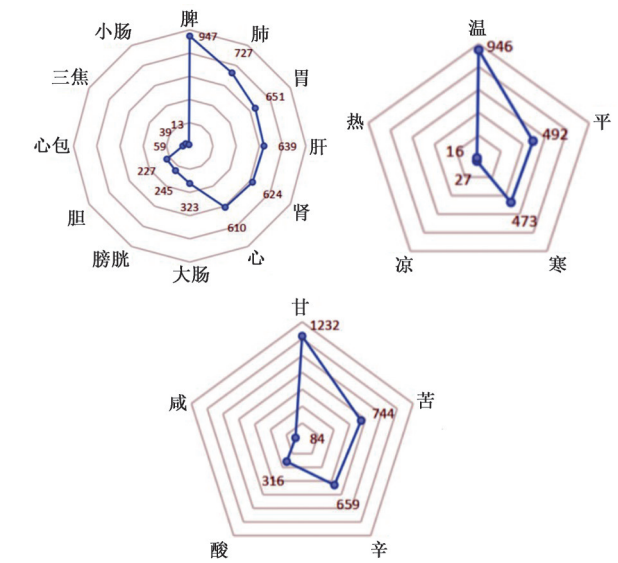 脾
947
肺
727
胃
651
肝
639
肾
624
心
610
大肠
323
膀胱
245
胆
227
心包
59
三焦
39
小肠
13
温
946
平
492
寒
473
凉
27
热
16
甘
1232
苦
744
辛
659
酸
316
咸
84